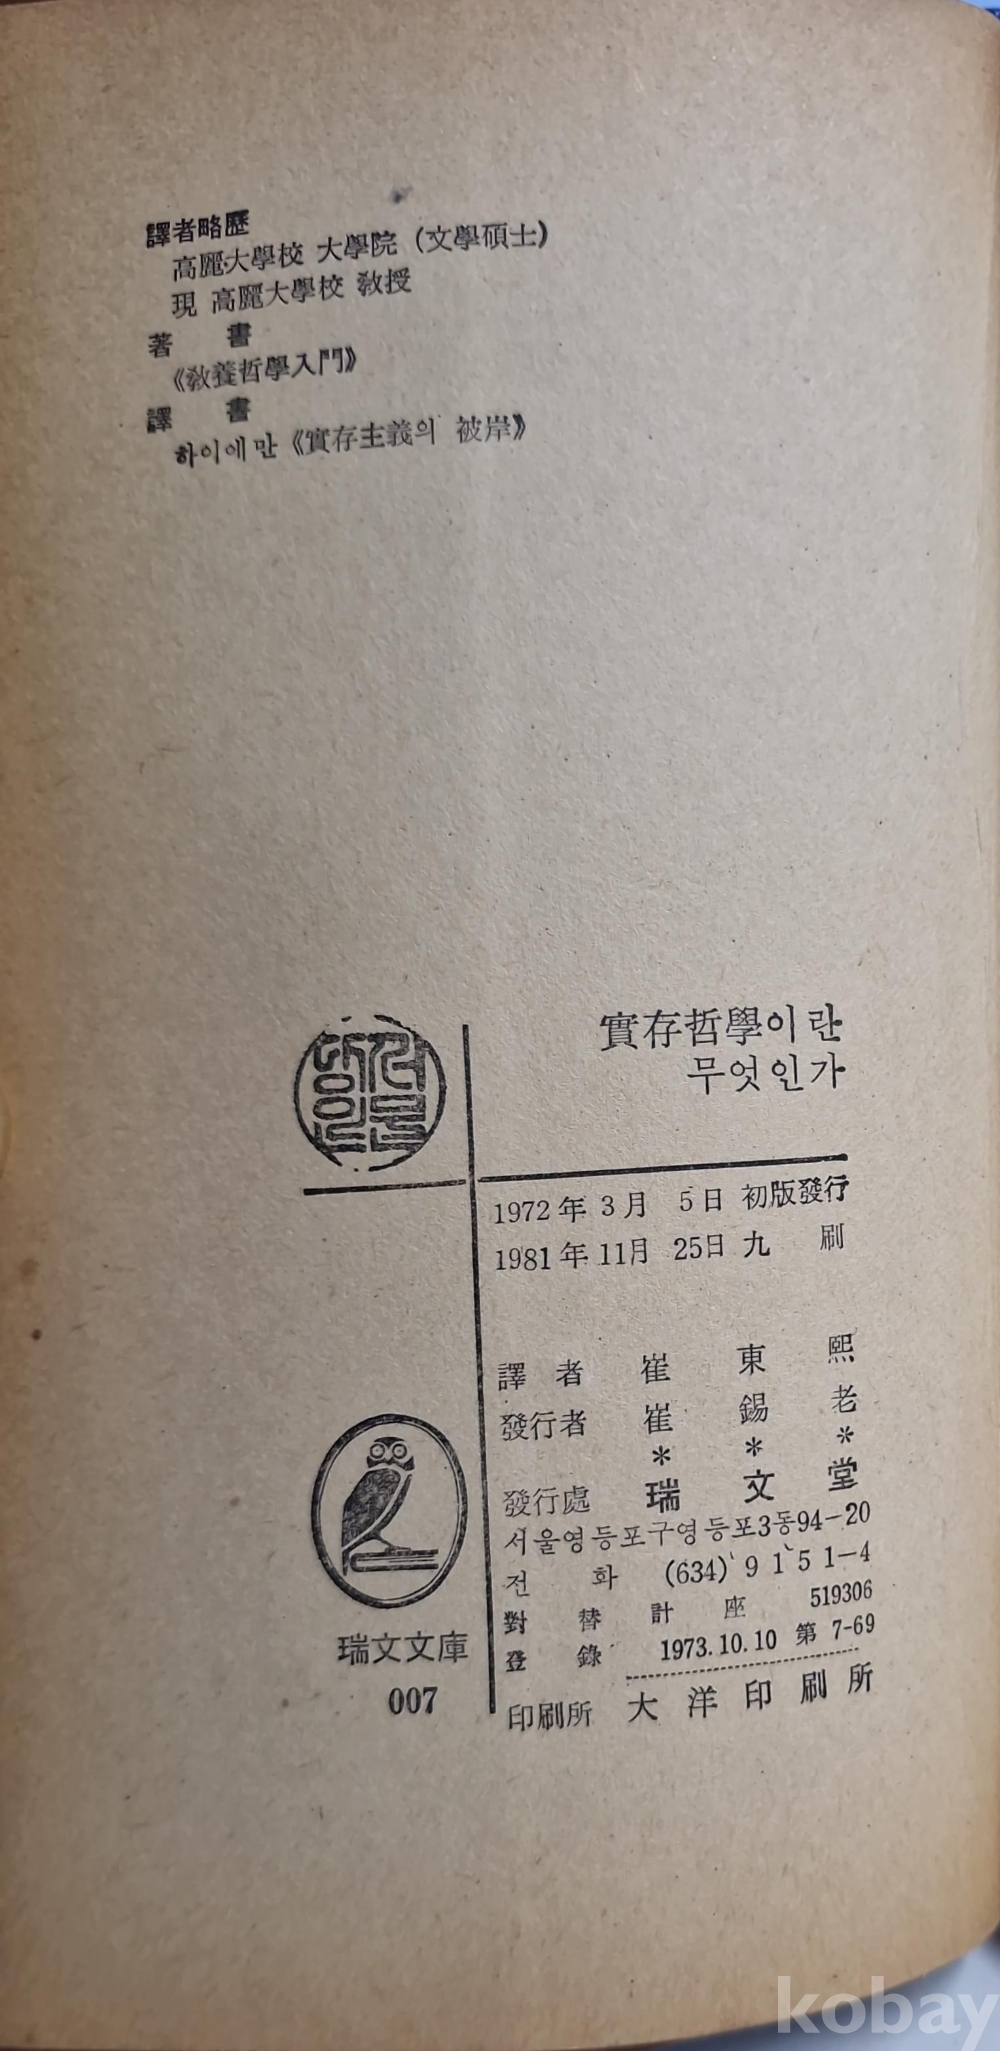 譯者略歷
高麗大學校 大學院 (文學碩士)
現 高麗大學校 敎授
著 書
《敎養哲學入門》
譯 書
하이에만《實存主義의 被岸》
實存哲學이란
무엇인가
1972年 3月 5日 初版發行
1981年 11月 25日 九 刷
譯 者 崔 東 熙
發行者 崔 錫 老
* * *
發行處 瑞 文 堂
서울영등포구영등포3동94-20
전 화 (634) 9 1 5 1-4
對 替 計 座 519306
登 錄 1973.10.10 第 7-69
印刷所 大 洋 印 刷 所
瑞文文庫
007
kobay